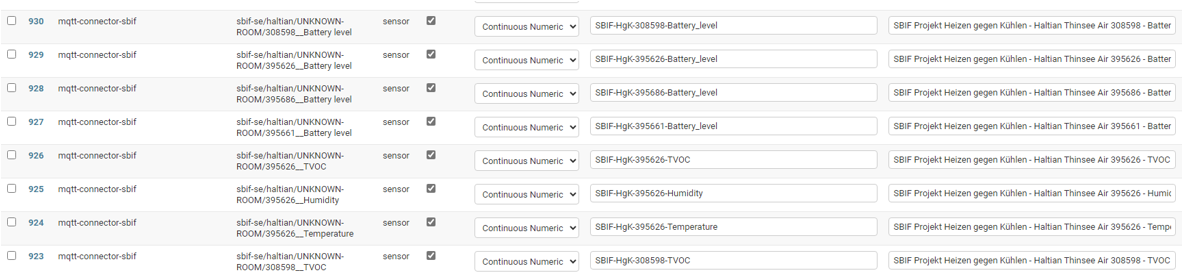 930 mqtt-connector-sbif sbif-se/haltian/UNKNOWN- sensor Continuous Numeric SBIF-HgK-308598-Battery_level SBIF Projekt Heizen gegen Kühlen - Haltian Thinsee Air 308598 - Batter
ROOM/308598__Battery level
929 mqtt-connector-sbif sbif-se/haltian/UNKNOWN- sensor Continuous Numeric SBIF-HgK-395626-Battery_level SBIF Projekt Heizen gegen Kühlen - Haltian Thinsee Air 395626 - Batter
ROOM/395626__Battery level
928 mqtt-connector-sbif sbif-se/haltian/UNKNOWN- sensor Continuous Numeric SBIF-HgK-395686-Battery_level SBIF Projekt Heizen gegen Kühlen - Haltian Thinsee Air 395686 - Batter
ROOM/395686__Battery level
927 mqtt-connector-sbif sbif-se/haltian/UNKNOWN- sensor Continuous Numeric SBIF-HgK-395661-Battery_level SBIF Projekt Heizen gegen Kühlen - Haltian Thinsee Air 395661 - Batter
ROOM/395661__Battery level
926 mqtt-connector-sbif sbif-se/haltian/UNKNOWN- sensor Continuous Numeric SBIF-HgK-395626-TVOC SBIF Projekt Heizen gegen Kühlen - Haltian Thinsee Air 395626 - TVOC
ROOM/395626__TVOC
925 mqtt-connector-sbif sbif-se/haltian/UNKNOWN- sensor Continuous Numeric SBIF-HgK-395626-Humidity SBIF Projekt Heizen gegen Kühlen - Haltian Thinsee Air 395626 - Humic
ROOM/395626__Humidity
924 mqtt-connector-sbif sbif-se/haltian/UNKNOWN- sensor Continuous Numeric SBIF-HgK-395626-Temperature SBIF Projekt Heizen gegen Kühlen - Haltian Thinsee Air 395626 - Tempe
ROOM/395626__Temperature
923 mqtt-connector-sbif sbif-se/haltian/UNKNOWN- sensor Continuous Numeric SBIF-HgK-308598-TVOC SBIF Projekt Heizen gegen Kühlen - Haltian Thinsee Air 308598 - TVOC
ROOM/308598__TVOC